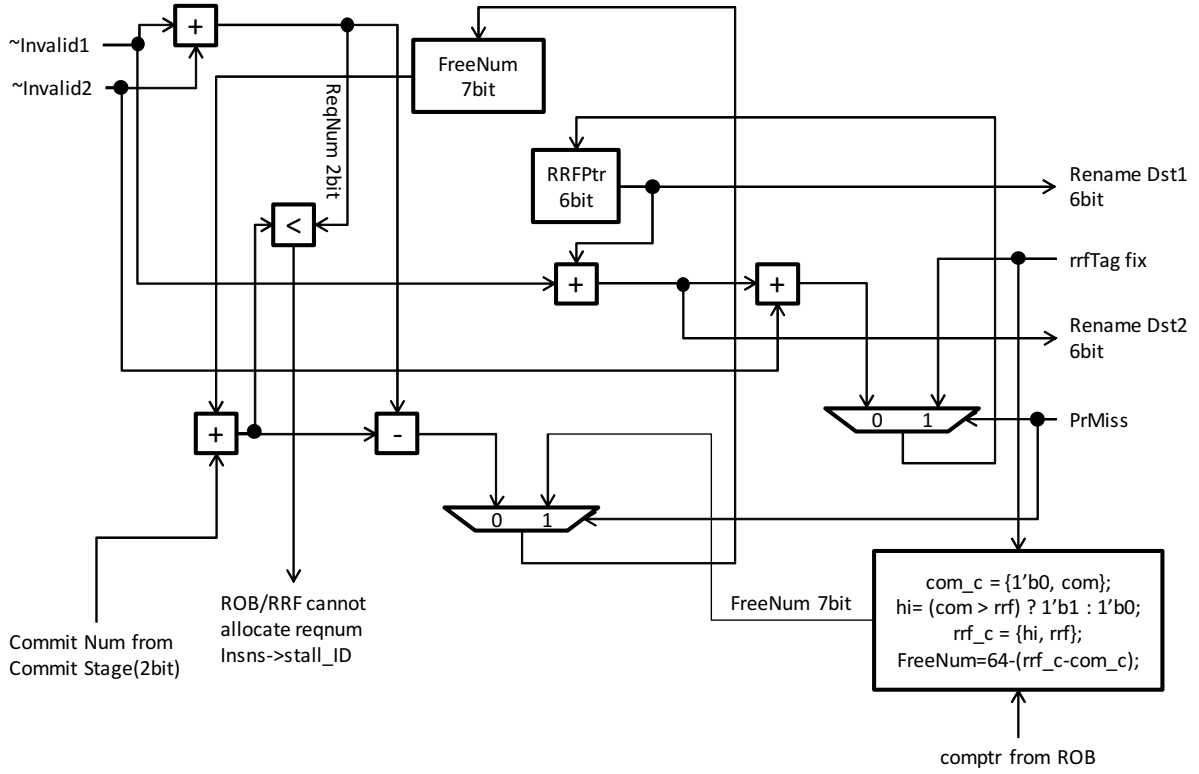 ~Invalid1
+
~Invalid2
FreeNum
7bit
ReqNum 2bit
RRFPtr
6bit
Rename Dst1
6bit
<
+
+
rrfTag fix
Rename Dst2
6bit
+
-
0 1
PrMiss
0 1
FreeNum 7bit
com_c = {1'b0, com};
hi= (com > rrf) ? 1'b1 : 1'b0;
rrf_c = {hi, rrf};
FreeNum=64-(rrf_c-com_c);
ROB/RRF cannot
allocate reqnum
Insns->stall_ID
Commit Num from
Commit Stage(2bit)
comptr from ROB